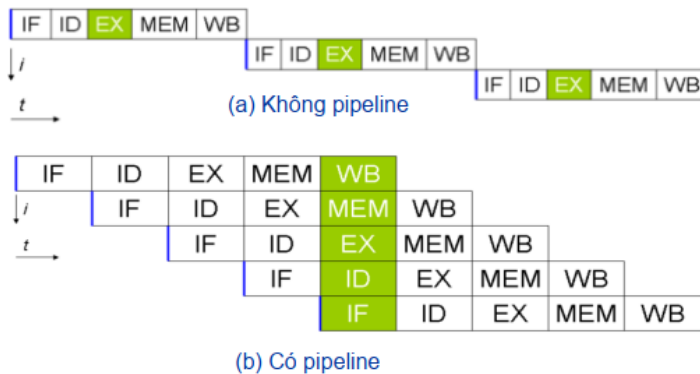 IF ID EX MEM WB
IF ID EX MEM WB
i
IF ID EX MEM WB
t
(a) Không pipeline
IF ID EX MEM WB
i IF ID EX MEM WB
t IF ID EX MEM WB
IF ID EX MEM WB
IF ID EX MEM WB
(b) Có pipeline